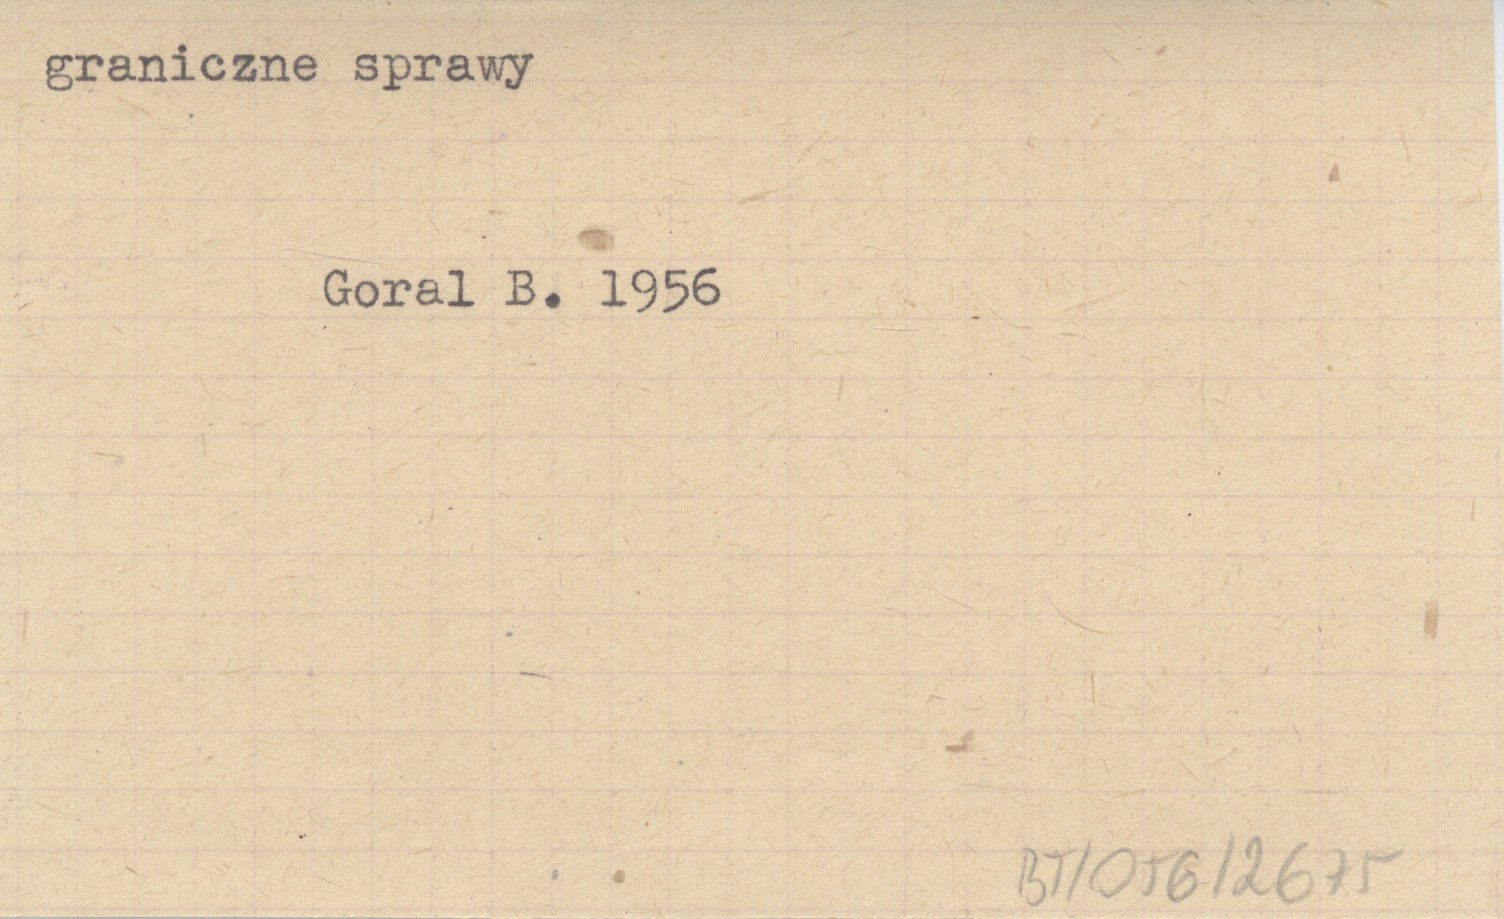 graniczne sprawy
Goral B. 1956
BT/056/2675